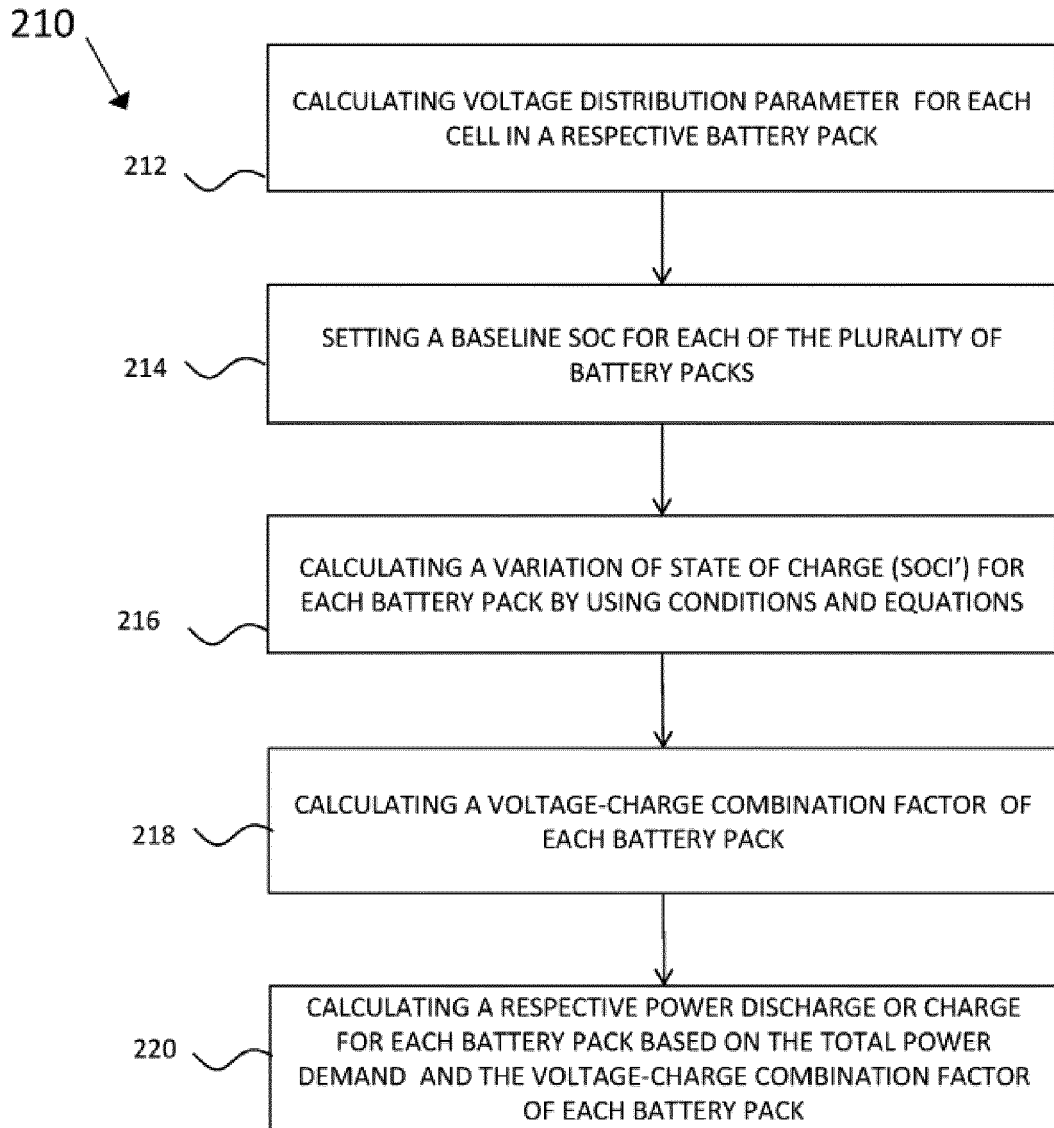 210
CALCULATING VOLTAGE DISTRIBUTION PARAMETER FOR EACH
CELL IN A RESPECTIVE BATTERY PACK
212
SETTING A BASELINE SOC FOR EACH OF THE PLURALITY OF
BATTERY PACKS
214
CALCULATING A VARIATION OF STATE OF CHARGE (SOCI') FOR
EACH BATTERY PACK BY USING CONDITIONS AND EQUATIONS
216
CALCULATING A VOLTAGE-CHARGE COMBINATION FACTOR OF
EACH BATTERY PACK
218
CALCULATING A RESPECTIVE POWER DISCHARGE OR CHARGE
FOR EACH BATTERY PACK BASED ON THE TOTAL POWER
DEMAND AND THE VOLTAGE-CHARGE COMBINATION FACTOR
OF EACH BATTERY PACK
220